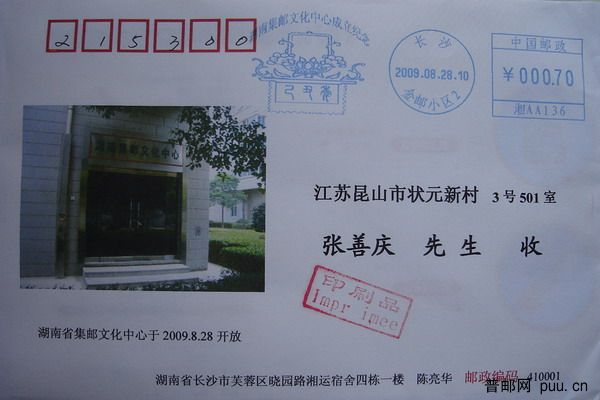 215300
湖南集邮文化中心成立纪念
己丑年
长沙
2009.08.28.10
金邮小区2
中国邮政
¥000.70
湘AA136
湖南集邮文化中心
江苏昆山市状元新村 3号501室
张善庆 先生 收
印刷品
Imprimee
湖南省集邮文化中心于2009.8.28 开放
湖南省长沙市芙蓉区晓园路湘运宿舍四栋一楼 陈亮华 邮政编码 410001
普邮网 puu.cn